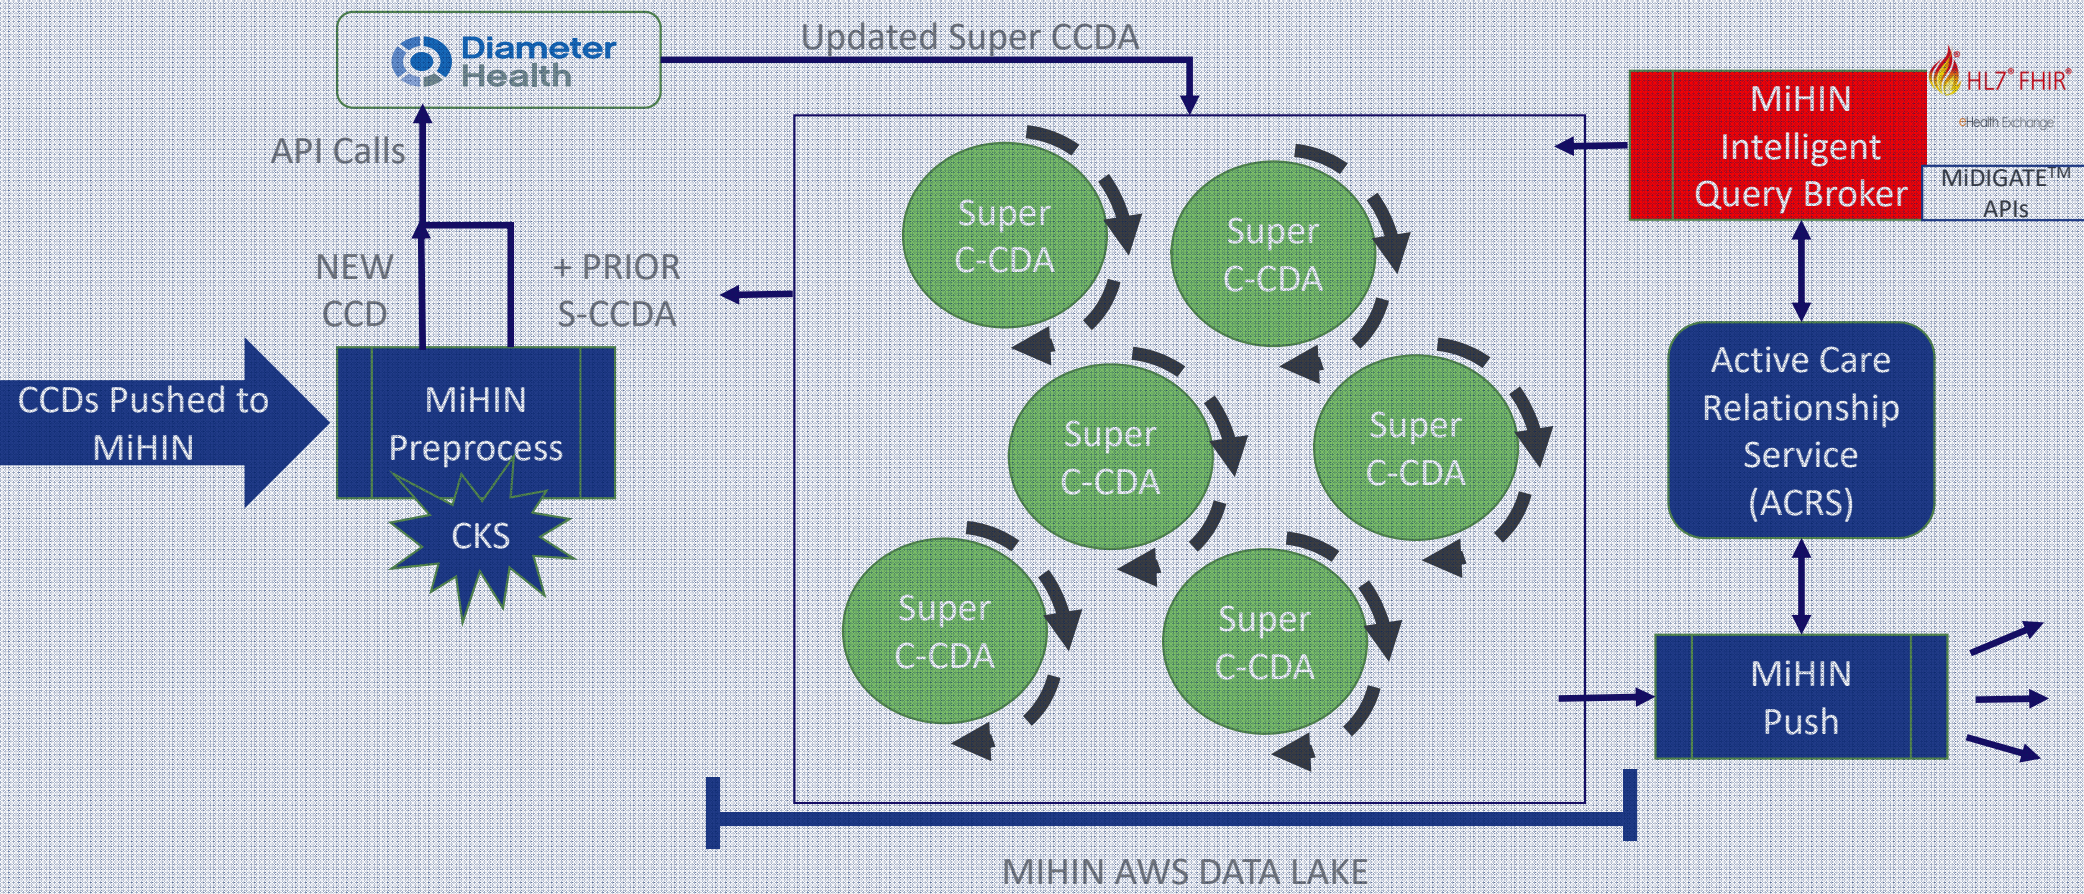 Diameter
Health
Updated Super CCDA
API Calls
NEW
CCD
+ PRIOR
S-CCDA
CCDs Pushed to
MiHIN
MiHIN
Preprocess
CKS
Super
C-CDA
Super
C-CDA
Super
C-CDA
Super
C-CDA
Super
C-CDA
Super
C-CDA
MIHIN AWS DATA LAKE
MiHIN
Intelligent
Query Broker
HL7® FHIR®
eHealth Exchange
MiDIGATE™
APIs
Active Care
Relationship
Service
(ACRS)
MiHIN
Push